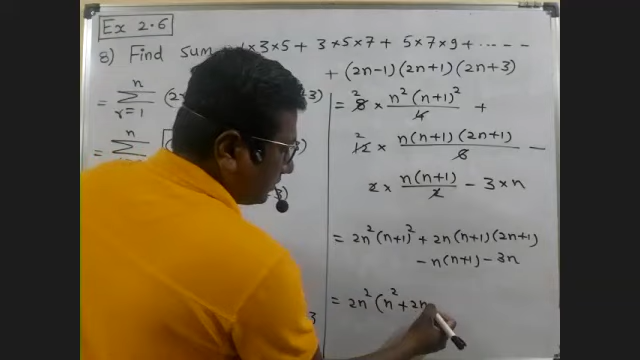 Ex 2.6
8) Find Sum 1×3×5 + 3×5×7 + 5×7×9 + ......
+ (2n-1)(2n+1)(2n+3)
= Σ n r=1 (2r
= Σ n
= 8 2 × n²(n+1)² / 4 +
12 2 × n(n+1)(2n+1) / 6 −
2 × n(n+1) / 2 − 3×n
= 2n²(n+1)² + 2n(n+1)(2n+1)
− n(n+1) − 3n
= 2n²(n² + 2n